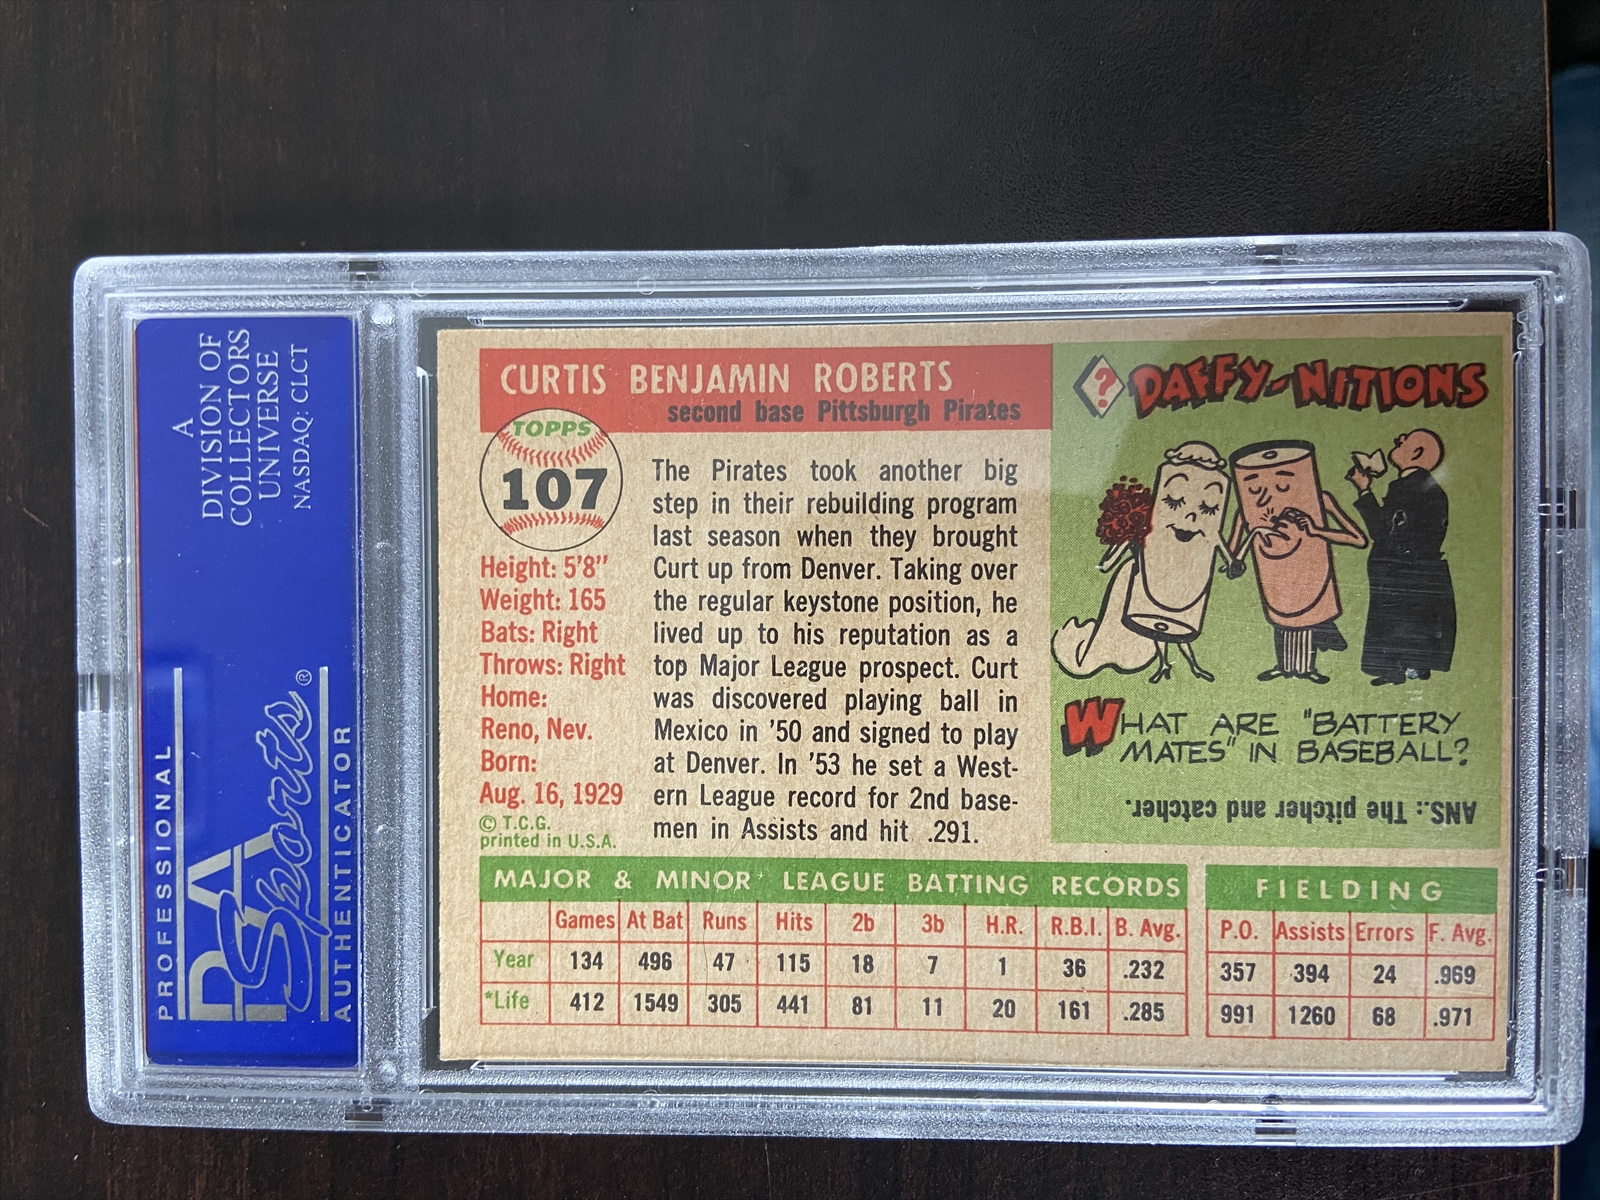 A
DIVISION OF
COLLECTORS
UNIVERSE
NASDAQ: CLCT
PROFESSIONAL
PSA
Sports®
AUTHENTICATOR
CURTIS BENJAMIN ROBERTS
second base Pittsburgh Pirates
TOPPS
107
Height: 5'8"
Weight: 165
Bats: Right
Throws: Right
Home:
Reno, Nev.
Born:
Aug. 16, 1929
© T.C.G.
printed in U.S.A.
The Pirates took another big
step in their rebuilding program
last season when they brought
Curt up from Denver. Taking over
the regular keystone position, he
lived up to his reputation as a
top Major League prospect. Curt
was discovered playing ball in
Mexico in '50 and signed to play
at Denver. In '53 he set a West-
ern League record for 2nd base-
men in Assists and hit .291.
? DAFFY-NITIONS
WHAT ARE "BATTERY
MATES" IN BASEBALL?
ANS.: The pitcher and catcher.
MAJOR & MINOR LEAGUE BATTING RECORDS
Games At Bat Runs Hits 2b 3b H.R. R.B.I. B. Avg.
Year 134 496 47 115 18 7 1 36 .232
*Life 412 1549 305 441 81 11 20 161 .285
FIELDING
P.O. Assists Errors F. Avg.
357 394 24 .969
991 1260 68 .971